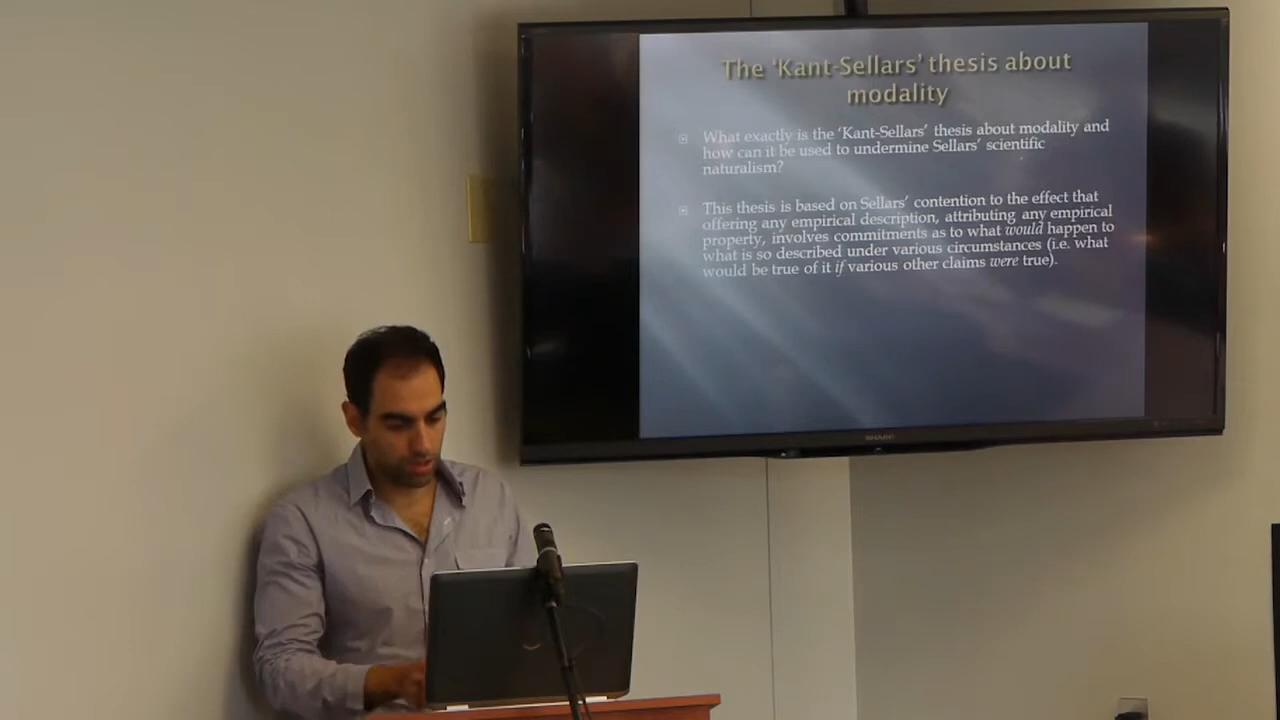 The 'Kant-Sellars' thesis about
modality
What exactly is the 'Kant-Sellars' thesis about modality and
how can it be used to undermine Sellars' scientific
naturalism?
This thesis is based on Sellars' contention to the effect that
offering any empirical description, attributing any empirical
property, involves commitments as to what would happen to
what is so described under various circumstances (i.e. what
would be true of it if various other claims were true).
SHARP